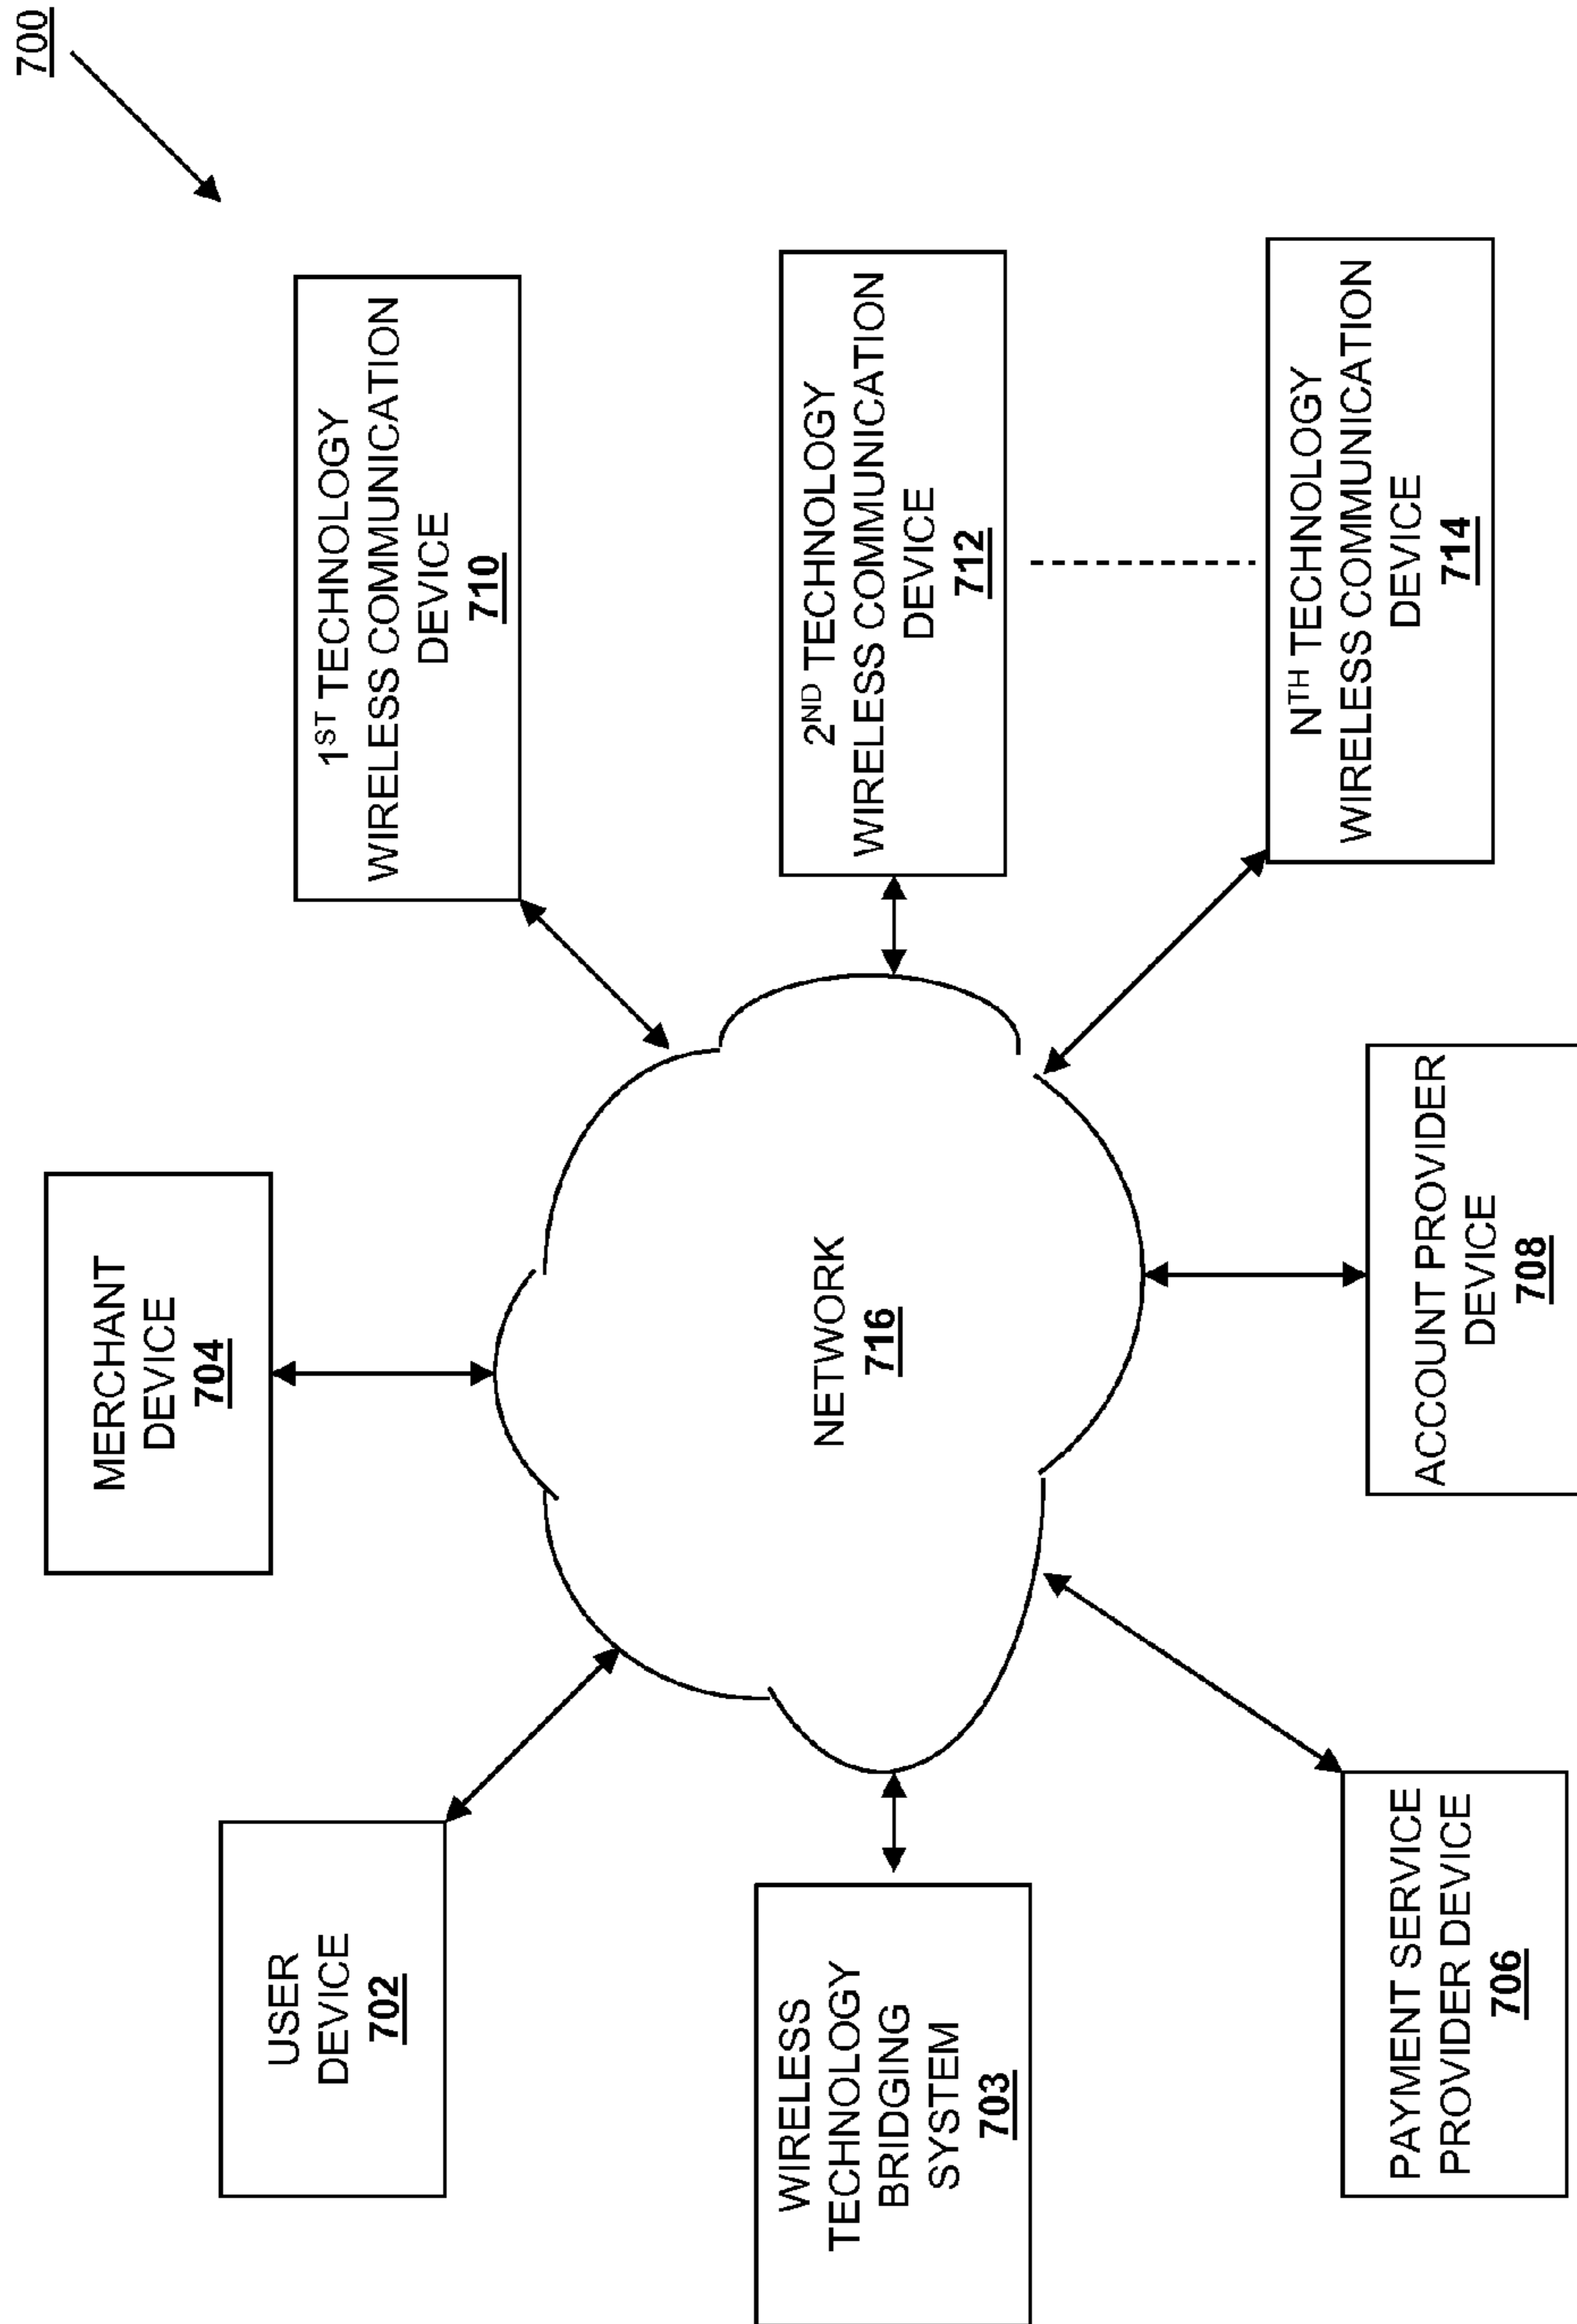 700
MERCHANT
DEVICE
704
USER
DEVICE
702
1ST TECHNOLOGY
WIRELESS COMMUNICATION
DEVICE
710
WIRELESS
TECHNOLOGY
BRIDGING
SYSTEM
703
NETWORK
716
2ND TECHNOLOGY
WIRELESS COMMUNICATION
DEVICE
712
PAYMENT SERVICE
PROVIDER DEVICE
706
ACCOUNT PROVIDER
DEVICE
708
NTH TECHNOLOGY
WIRELESS COMMUNICATION
DEVICE
714